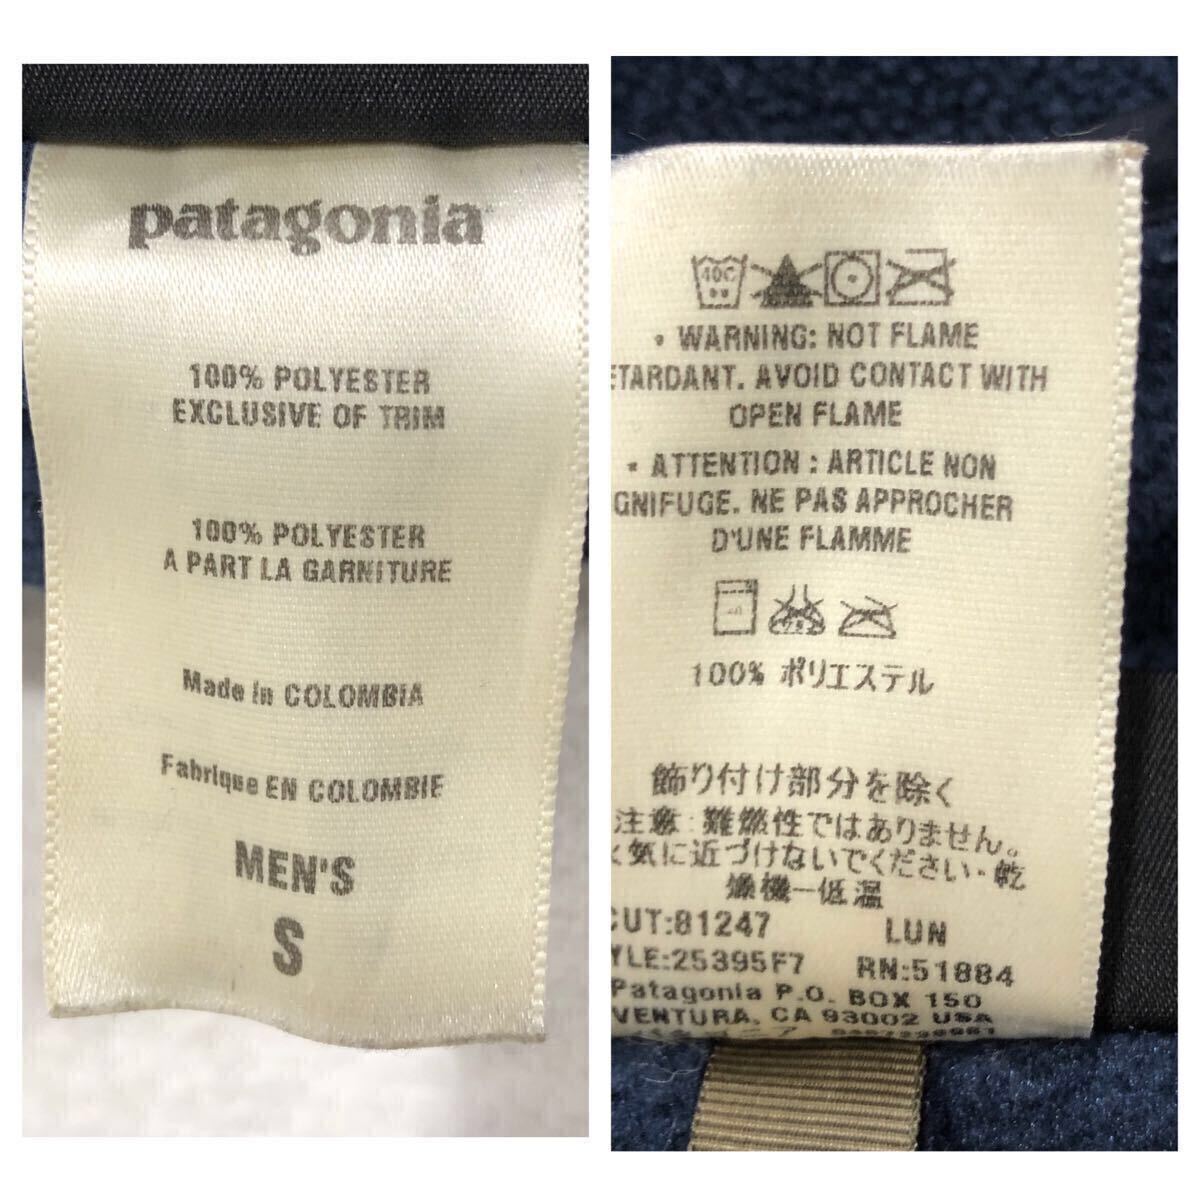 patagonia
100% POLYESTER
EXCLUSIVE OF TRIM
100% POLYESTER
A PART LA GARNITURE
Made in COLOMBIA
Fabrique EN COLOMBIE
MEN'S
S
40C
• WARNING: NOT FLAME
ETARDANT. AVOID CONTACT WITH
OPEN FLAME
• ATTENTION : ARTICLE NON
GNIFUGE. NE PAS APPROCHER
D'UNE FLAMME
40
100% ポリエステル
飾り付け部分を除く
注意: 難燃性ではありません。
く気に近づけないでください・乾
燥機ー低温
CUT:81247 LUN
YLE:25395F7 RN:51884
Patagonia P.O. BOX 150
VENTURA, CA 93002 USA